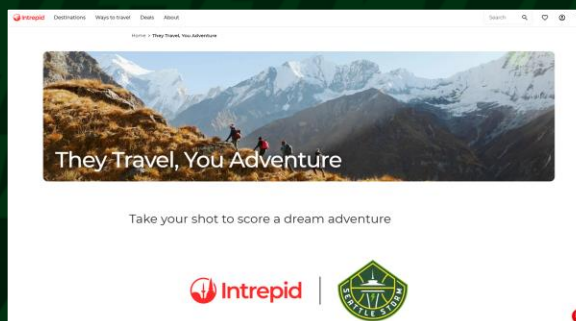 Intrepid Destinations Ways to travel Deals About Search
Home > They Travel, You Adventure
They Travel, You Adventure
Take your shot to score a dream adventure
Intrepid
SEATTLE STORM